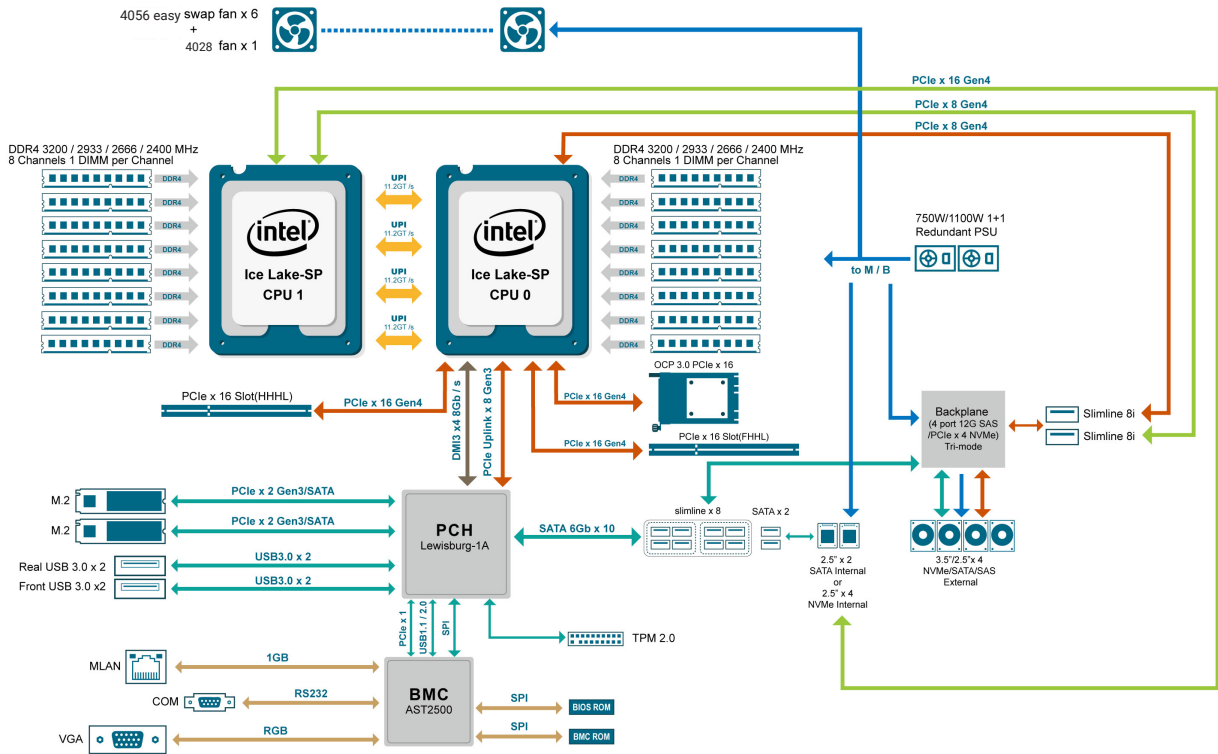 4056 easy swap fan x 6
+
4028 fan x 1
PCIe x 16 Gen4
PCIe x 8 Gen4
PCIe x 8 Gen4
DDR4 3200 / 2933 / 2666 / 2400 MHz
8 Channels 1 DIMM per Channel
DDR4
DDR4
DDR4
DDR4
DDR4
DDR4
DDR4
DDR4
intel
Ice Lake-SP
CPU 1
UPI
11.2GT /s
UPI
11.2GT /s
UPI
11.2GT /s
UPI
11.2GT /s
intel
Ice Lake-SP
CPU 0
DDR4 3200 / 2933 / 2666 / 2400 MHz
8 Channels 1 DIMM per Channel
DDR4
DDR4
DDR4
DDR4
DDR4
DDR4
DDR4
DDR4
750W/1100W 1+1
Redundant PSU
to M / B
PCIe x 16 Slot(HHHL)
PCIe x 16 Gen4
DMI3 x4 8Gb / s
PCIe Uplink x 8 Gen3
PCIe x 16 Gen4
OCP 3.0 PCIe x 16
PCIe x 16 Gen4
PCIe x 16 Slot(FHHL)
Backplane
(4 port 12G SAS
/PCIe x 4 NVMe)
Tri-mode
Slimline 8i
Slimline 8i
M.2
PCIe x 2 Gen3/SATA
M.2
PCIe x 2 Gen3/SATA
Real USB 3.0 x 2
USB3.0 x 2
Front USB 3.0 x2
USB3.0 x 2
PCH
Lewisburg-1A
SATA 6Gb x 10
slimline x 8
SATA x 2
2.5" x 2
SATA Internal
or
2.5" x 4
NVMe Internal
3.5"/2.5" x 4
NVMe/SATA/SAS
External
PCIe x 1
USB1.1 / 2.0
SPI
TPM 2.0
MLAN
1GB
COM
RS232
VGA
RGB
BMC
AST2500
SPI
BIOS ROM
SPI
BMC ROM